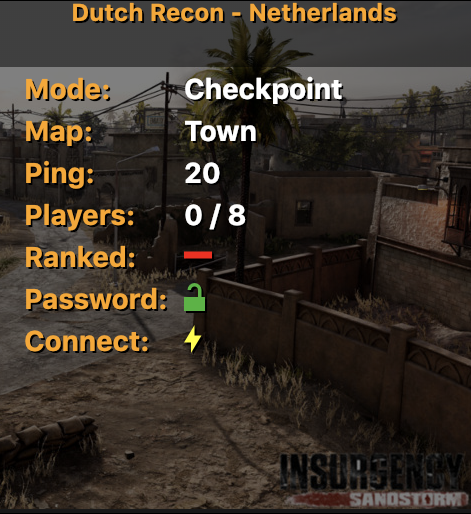 Dutch Recon - Netherlands
Mode: Checkpoint
Map: Town
Ping: 20
Players: 0 / 8
Ranked:
Password:
Connect:
INSURGENCY
SANDSTORM